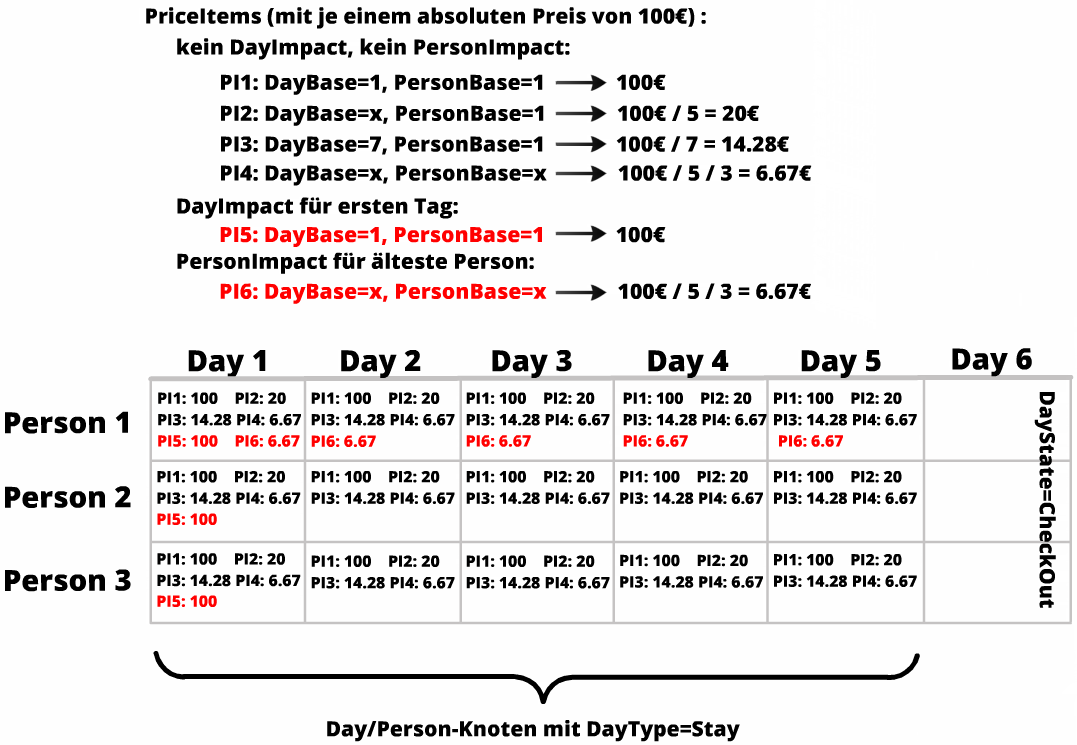 PriceItems (mit je einem absoluten Preis von 100€) :
kein DayImpact, kein PersonImpact:
PI1: DayBase=1, PersonBase=1 → 100€
PI2: DayBase=x, PersonBase=1 → 100€ / 5 = 20€
PI3: DayBase=7, PersonBase=1 → 100€ / 7 = 14.28€
PI4: DayBase=x, PersonBase=x → 100€ / 5 / 3 = 6.67€
DayImpact für ersten Tag:
PI5: DayBase=1, PersonBase=1 → 100€
PersonImpact für älteste Person:
PI6: DayBase=x, PersonBase=x → 100€ / 5 / 3 = 6.67€
Day 1 Day 2 Day 3 Day 4 Day 5 Day 6
Person 1
PI1: 100 PI2: 20 PI1: 100 PI2: 20 PI1: 100 PI2: 20 PI1: 100 PI2: 20 PI1: 100 PI2: 20
PI3: 14.28 PI4: 6.67 PI3: 14.28 PI4: 6.67 PI3: 14.28 PI4: 6.67 PI3: 14.28 PI4: 6.67 PI3: 14.28 PI4: 6.67
PI5: 100 PI6: 6.67 PI6: 6.67 PI6: 6.67 PI6: 6.67 PI6: 6.67
Person 2
PI1: 100 PI2: 20 PI1: 100 PI2: 20 PI1: 100 PI2: 20 PI1: 100 PI2: 20 PI1: 100 PI2: 20
PI3: 14.28 PI4: 6.67 PI3: 14.28 PI4: 6.67 PI3: 14.28 PI4: 6.67 PI3: 14.28 PI4: 6.67 PI3: 14.28 PI4: 6.67
PI5: 100
Person 3
PI1: 100 PI2: 20 PI1: 100 PI2: 20 PI1: 100 PI2: 20 PI1: 100 PI2: 20 PI1: 100 PI2: 20
PI3: 14.28 PI4: 6.67 PI3: 14.28 PI4: 6.67 PI3: 14.28 PI4: 6.67 PI3: 14.28 PI4: 6.67 PI3: 14.28 PI4: 6.67
PI5: 100
DayState=CheckOut
Day/Person-Knoten mit DayType=Stay